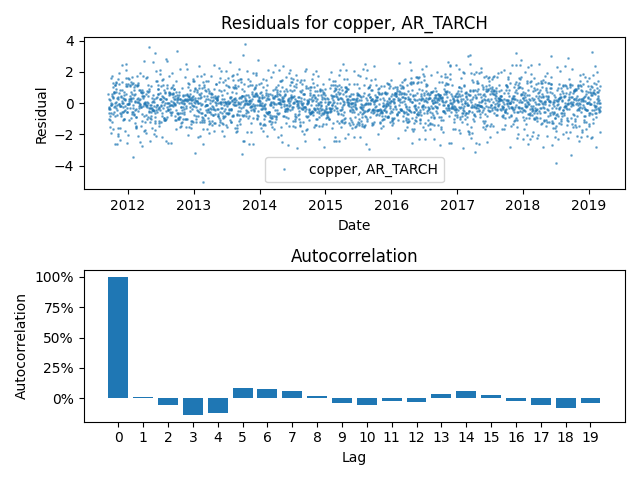 Residuals for copper, AR_TARCH
4
2
0
−2
−4
Residual
copper, AR_TARCH
2012 2013 2014 2015 2016 2017 2018 2019
Date
Autocorrelation
100%
75%
50%
25%
0%
Autocorrelation
0 1 2 3 4 5 6 7 8 9 10 11 12 13 14 15 16 17 18 19
Lag